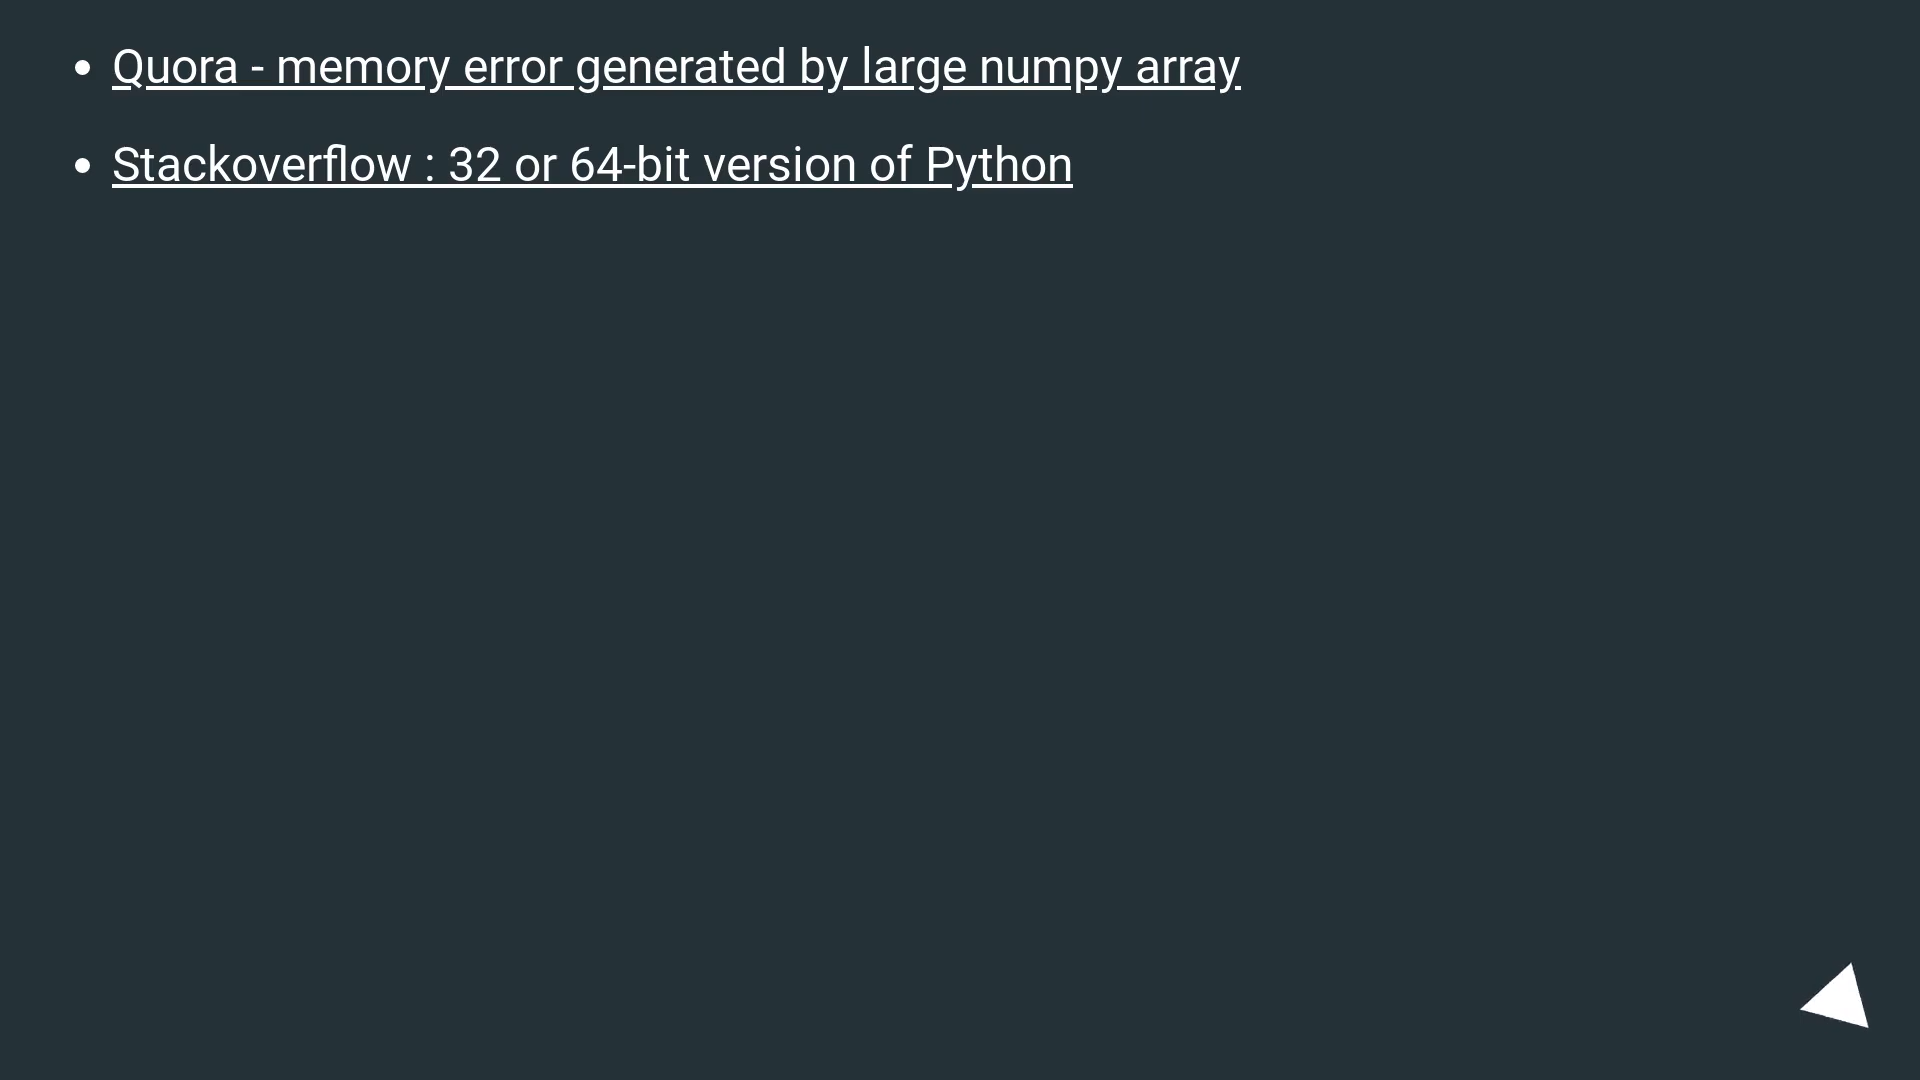 Quora - memory error generated by large numpy array
Stackoverflow : 32 or 64-bit version of Python